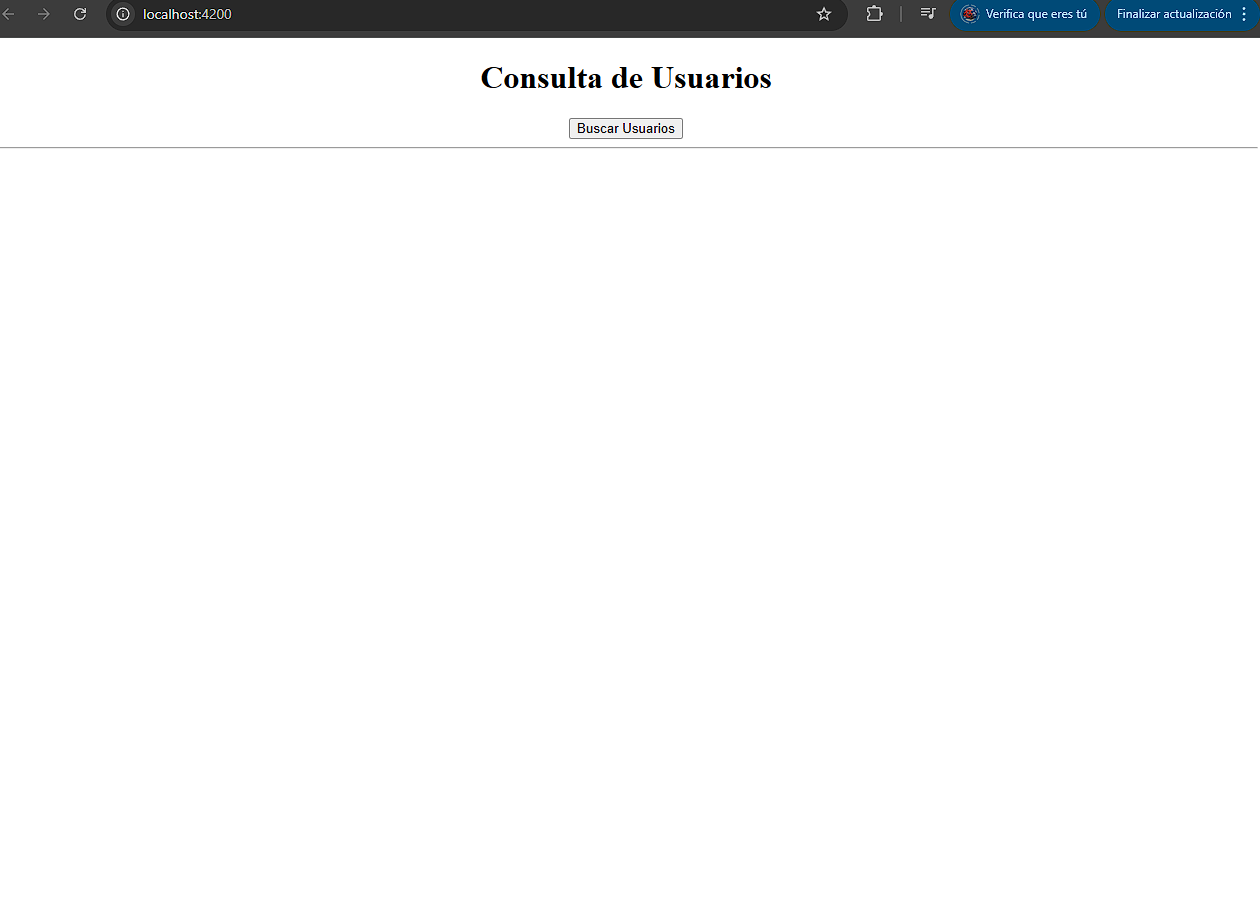 localhost:4200
Verifica que eres tú
Finalizar actualización
Consulta de Usuarios
Buscar Usuarios